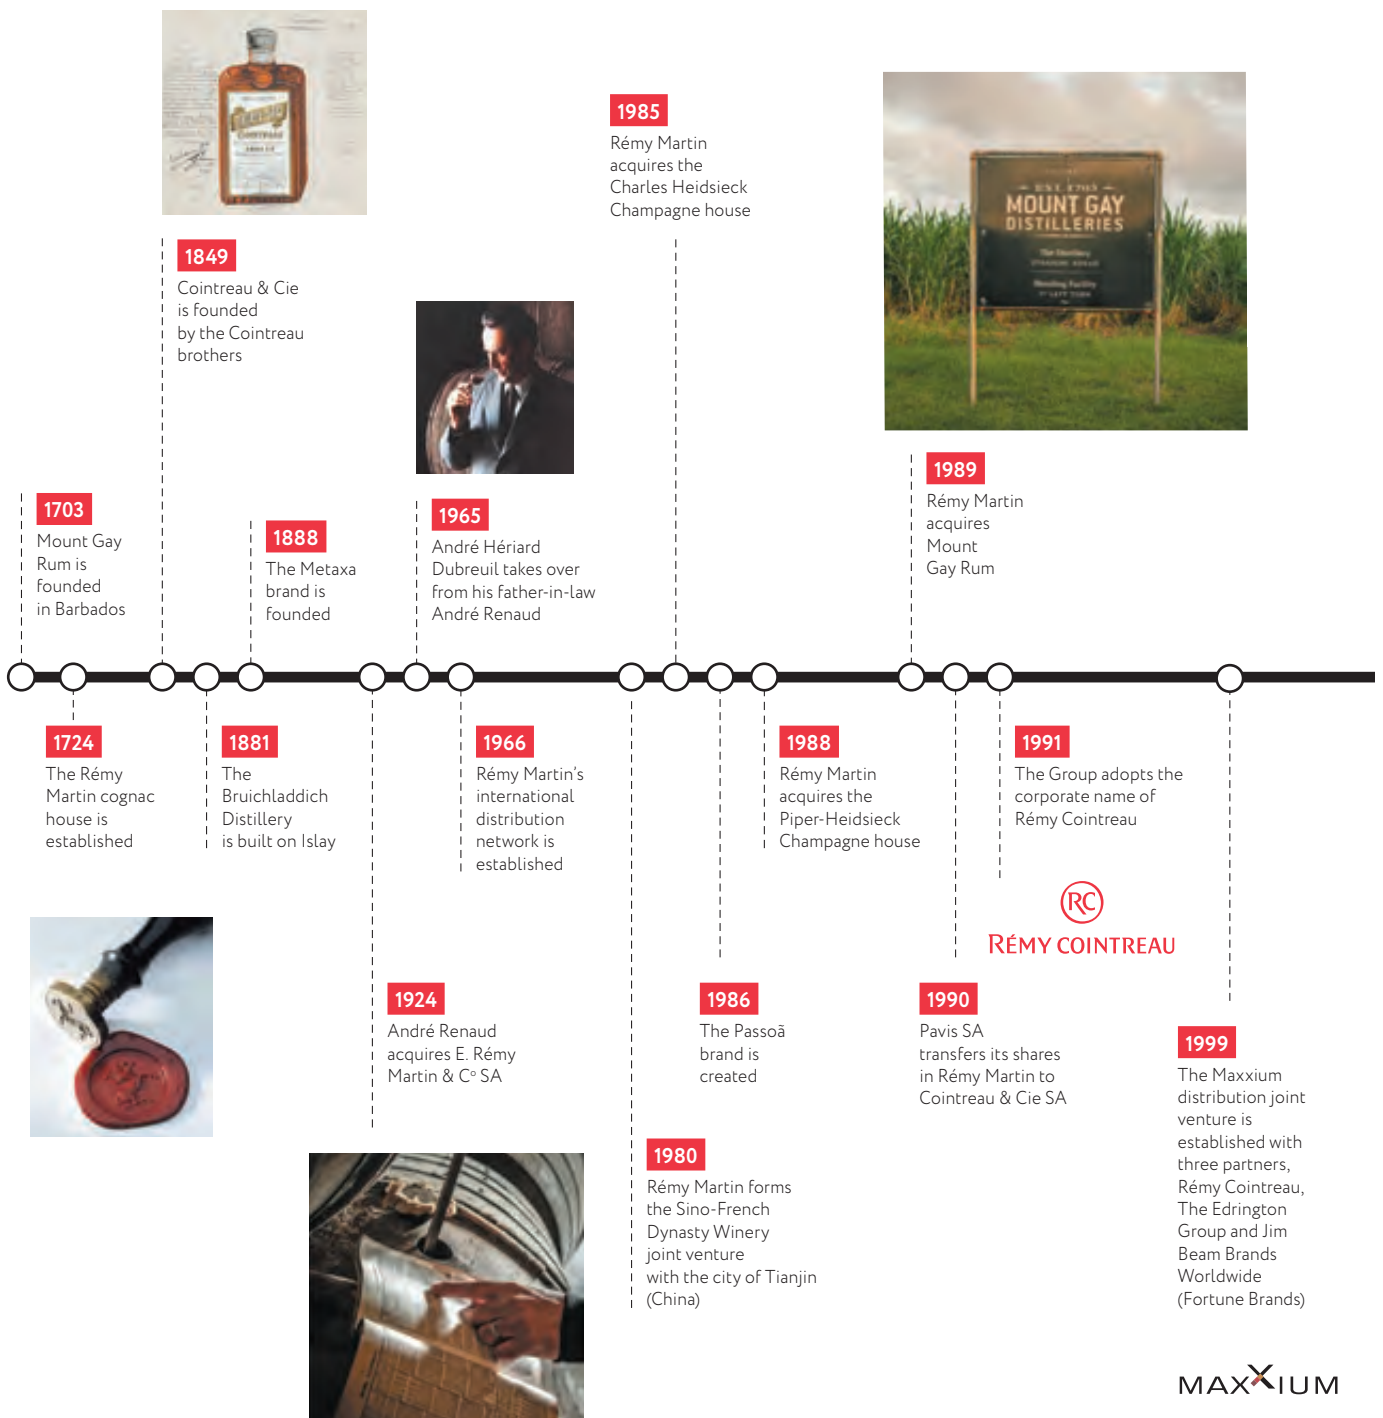 1985
Rémy Martin
acquires the
Charles Heidsieck
Champagne house
MOUNT GAY
DISTILLERIES
1849
Cointreau & Cie
is founded
by the Cointreau
brothers
1989
Rémy Martin
acquires
Mount
Gay Rum
1703
Mount Gay
Rum is
founded
in Barbados
1888
The Metaxa
brand is
founded
1965
André Hériard
Dubreuil takes over
from his father-in-law
André Renaud
1724
The Rémy
Martin cognac
house is
established
1881
The
Bruichladdich
Distillery
is built on Islay
1966
Rémy Martin's
international
distribution
network is
established
1988
Rémy Martin
acquires the
Piper-Heidsieck
Champagne house
1991
The Group adopts the
corporate name of
Rémy Cointreau
RC
RÉMY COINTREAU
1924
André Renaud
acquires E. Rémy
Martin & Cº SA
1986
The Passoã
brand is
created
1990
Pavis SA
transfers its shares
in Rémy Martin to
Cointreau & Cie SA
1999
The Maxxium
distribution joint
venture is
established with
three partners,
Rémy Cointreau,
The Edrington
Group and Jim
Beam Brands
Worldwide
(Fortune Brands)
1980
Rémy Martin forms
the Sino-French
Dynasty Winery
joint venture
with the city of Tianjin
(China)
MAXXIUM